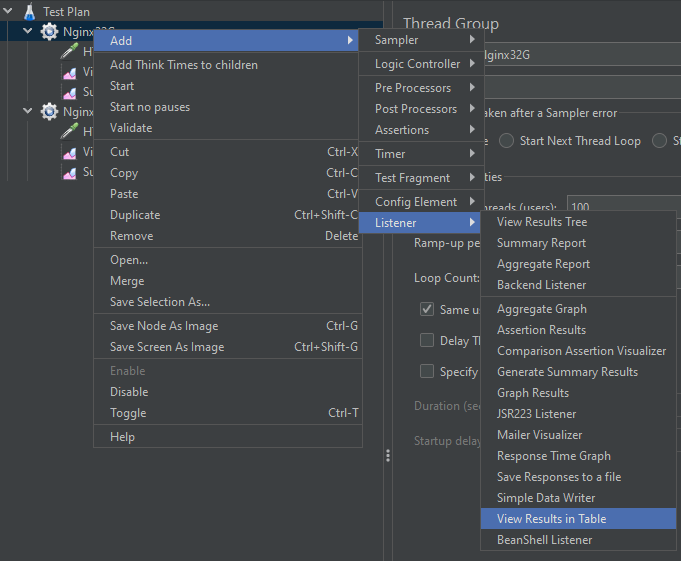 Test Plan
Nginx32G
Vi
Su
Ngin
Vi
Su
Add
Add Think Times to children
Start
Start no pauses
Validate
Cut Ctrl-X
Copy Ctrl-C
Paste Ctrl-V
Duplicate Ctrl+Shift-C
Remove Delete
Open...
Merge
Save Selection As...
Save Node As Image Ctrl-G
Save Screen As Image Ctrl+Shift-G
Enable
Disable
Toggle Ctrl-T
Help
Sampler
Logic Controller
Pre Processors
Post Processors
Assertions
Timer
Test Fragment
Config Element
Listener
Thread Group
Nginx32G
aken after a Sampler error
e Start Next Thread Loop St
ties
hreads (users): 100
Ramp-up pe
Loop Count:
Same u
Delay Th
Specify
Duration (sec
Startup delay
View Results Tree
Summary Report
Aggregate Report
Backend Listener
Aggregate Graph
Assertion Results
Comparison Assertion Visualizer
Generate Summary Results
Graph Results
JSR223 Listener
Mailer Visualizer
Response Time Graph
Save Responses to a file
Simple Data Writer
View Results in Table
BeanShell Listener